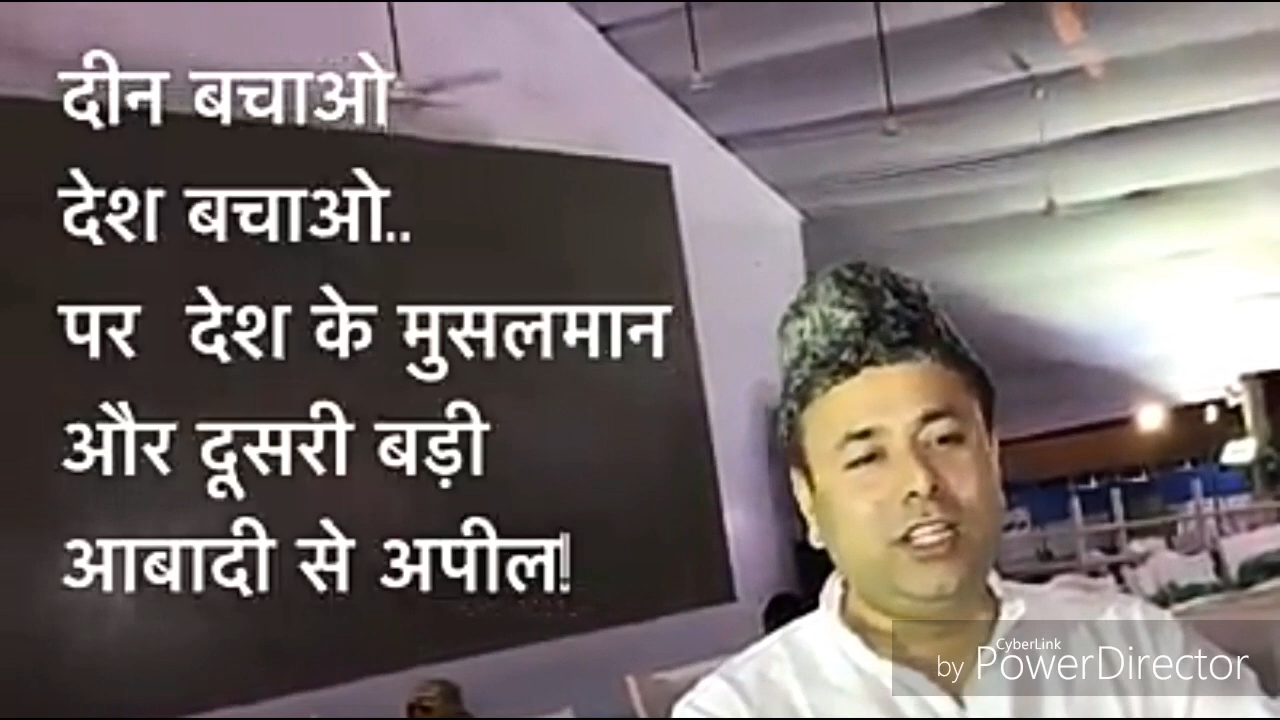 दीन बचाओ
देश बचाओ..
पर देश के मुसलमान
और दूसरी बड़ी
आबादी से अपील!
CyberLink
by PowerDirector